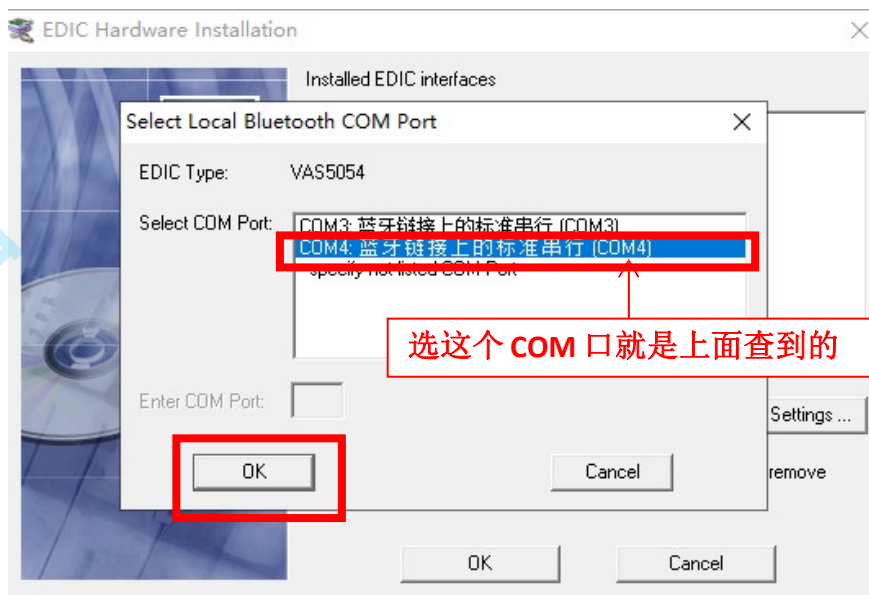 EDIC Hardware Installation
Installed EDIC interfaces
Select Local Bluetooth COM Port
EDIC Type: VAS5054
Select COM Port: COM3: 蓝牙链接上的标准串行 (COM3)
COM4: 蓝牙链接上的标准串行 (COM4)
specify not listed COM Port
选这个 COM 口就是上面查到的
Enter COM Port:
Settings ...
OK Cancel
remove
OK Cancel